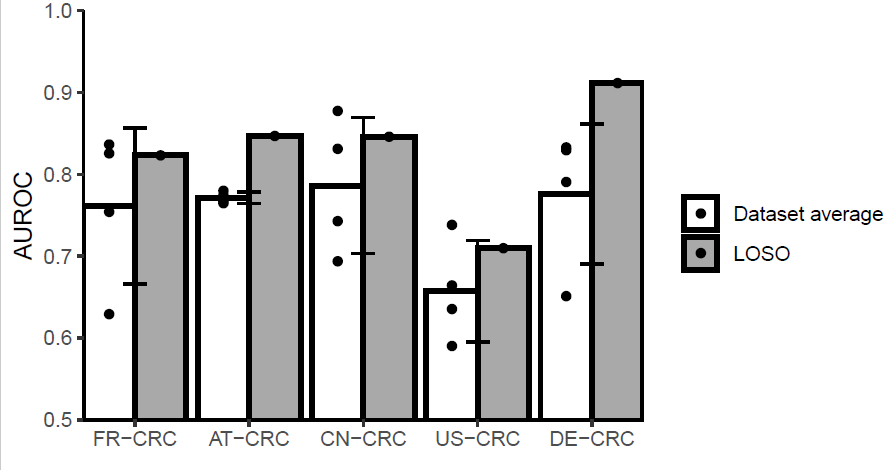 1.0
0.9
0.8
0.7
0.6
0.5
AUROC
FR−CRC
AT−CRC
CN−CRC
US−CRC
DE−CRC
Dataset average
LOSO